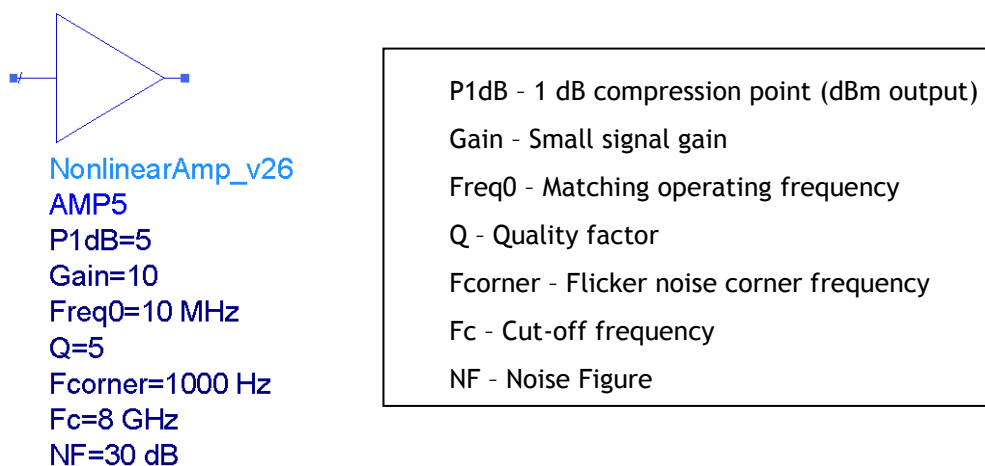 NonlinearAmp_v26
AMP5
P1dB=5
Gain=10
Freq0=10 MHz
Q=5
Fcorner=1000 Hz
Fc=8 GHz
NF=30 dB
P1dB – 1 dB compression point (dBm output)
Gain – Small signal gain
Freq0 – Matching operating frequency
Q – Quality factor
Fcorner – Flicker noise corner frequency
Fc – Cut-off frequency
NF – Noise Figure